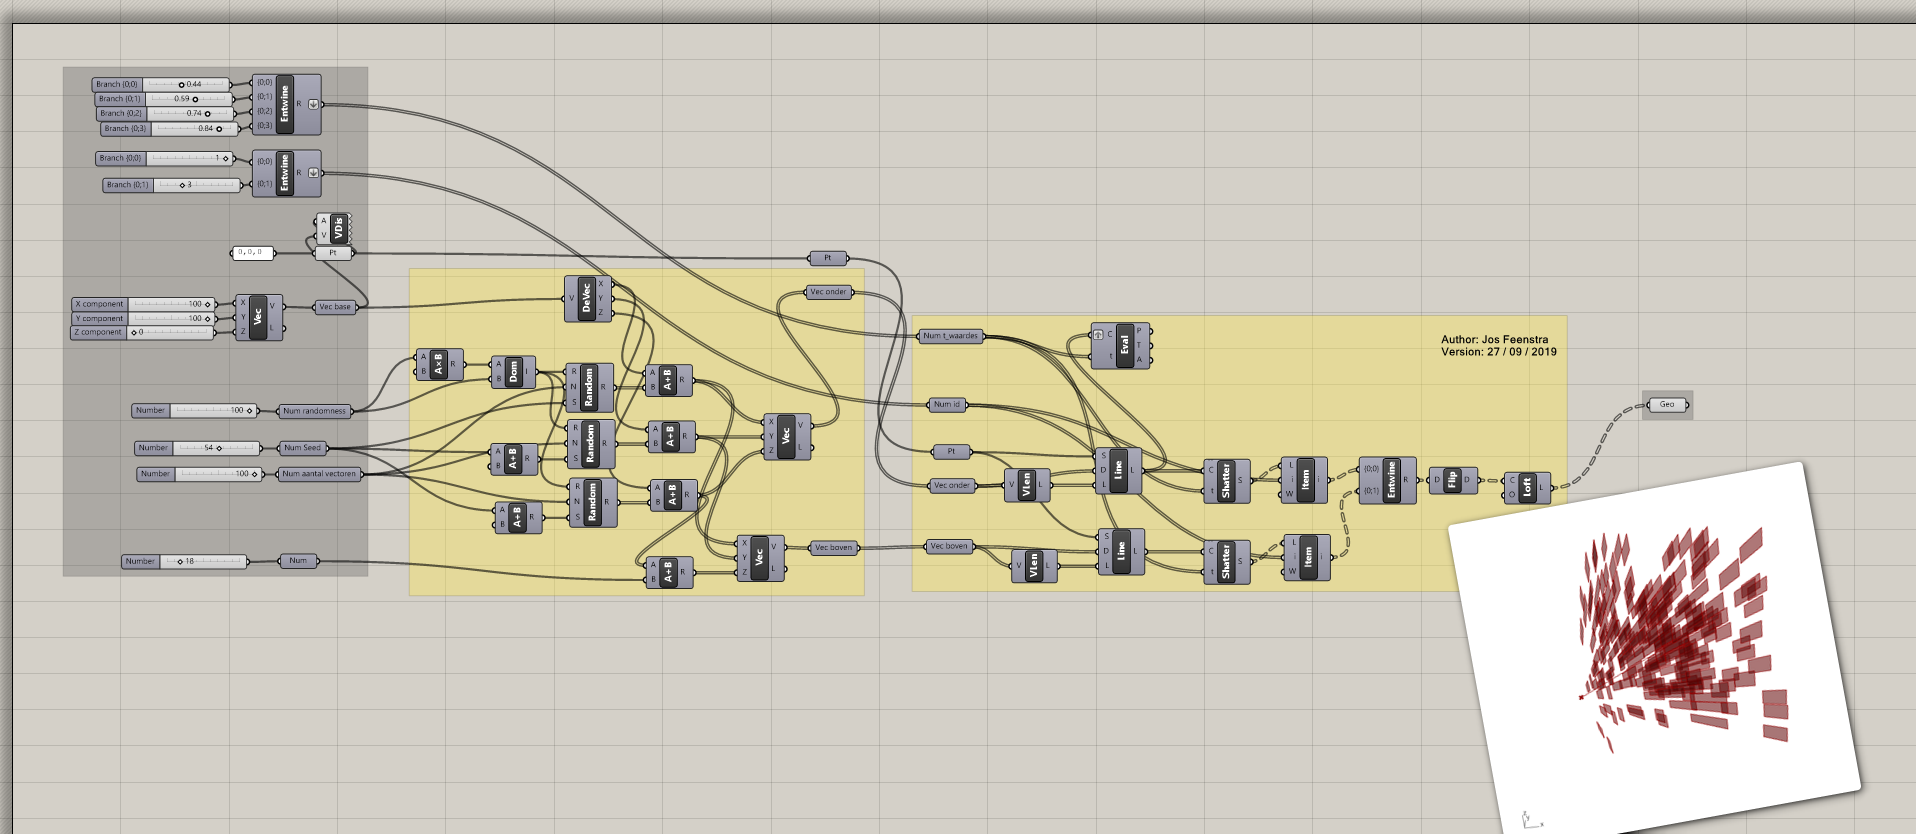 Branch {0;0} 0.44
Branch {0;1} 0.59
Branch {0;2} 0.74
Branch {0;3} 0.84
{0;0}
{0;1}
{0;2}
{0;3}
Entwine
R
Branch {0;0} 1
Branch {0;1} 3
{0;0}
{0;1}
Entwine
R
A
V
VDis
0,0,0
Pt
X component 100
Y component 100
Z component 0
X
Y
Z
Vec
V
L
Vec base
Number 100
Num randomness
Number 54
Num Seed
Number 100
Num aantal vectoren
Number 18
Num
V
DeVec
X
Y
Z
A
B
A×B
R
A
B
Dom
I
R
N
S
Random
R
R
N
S
Random
R
R
N
S
Random
R
A
B
A+B
R
A
B
A+B
R
A
B
A+B
R
A
B
A+B
R
A
B
A+B
R
A
B
A+B
R
X
Y
Z
Vec
V
L
X
Y
Z
Vec
V
L
Pt
Vec onder
Vec boven
Num t_waardes
Num id
Pt
Vec onder
Vec boven
C
t
Eval
P
T
A
V
VLen
L
V
VLen
L
S
D
L
Line
L
S
D
L
Line
L
C
t
Shatter
S
C
t
Shatter
S
L
i
W
Item
i
L
i
W
Item
i
{0;0}
{0;1}
Entwine
R
D
Flip
D
C
O
Loft
L
Geo
Author: Jos Feenstra
Version: 27 / 09 / 2019
y
x